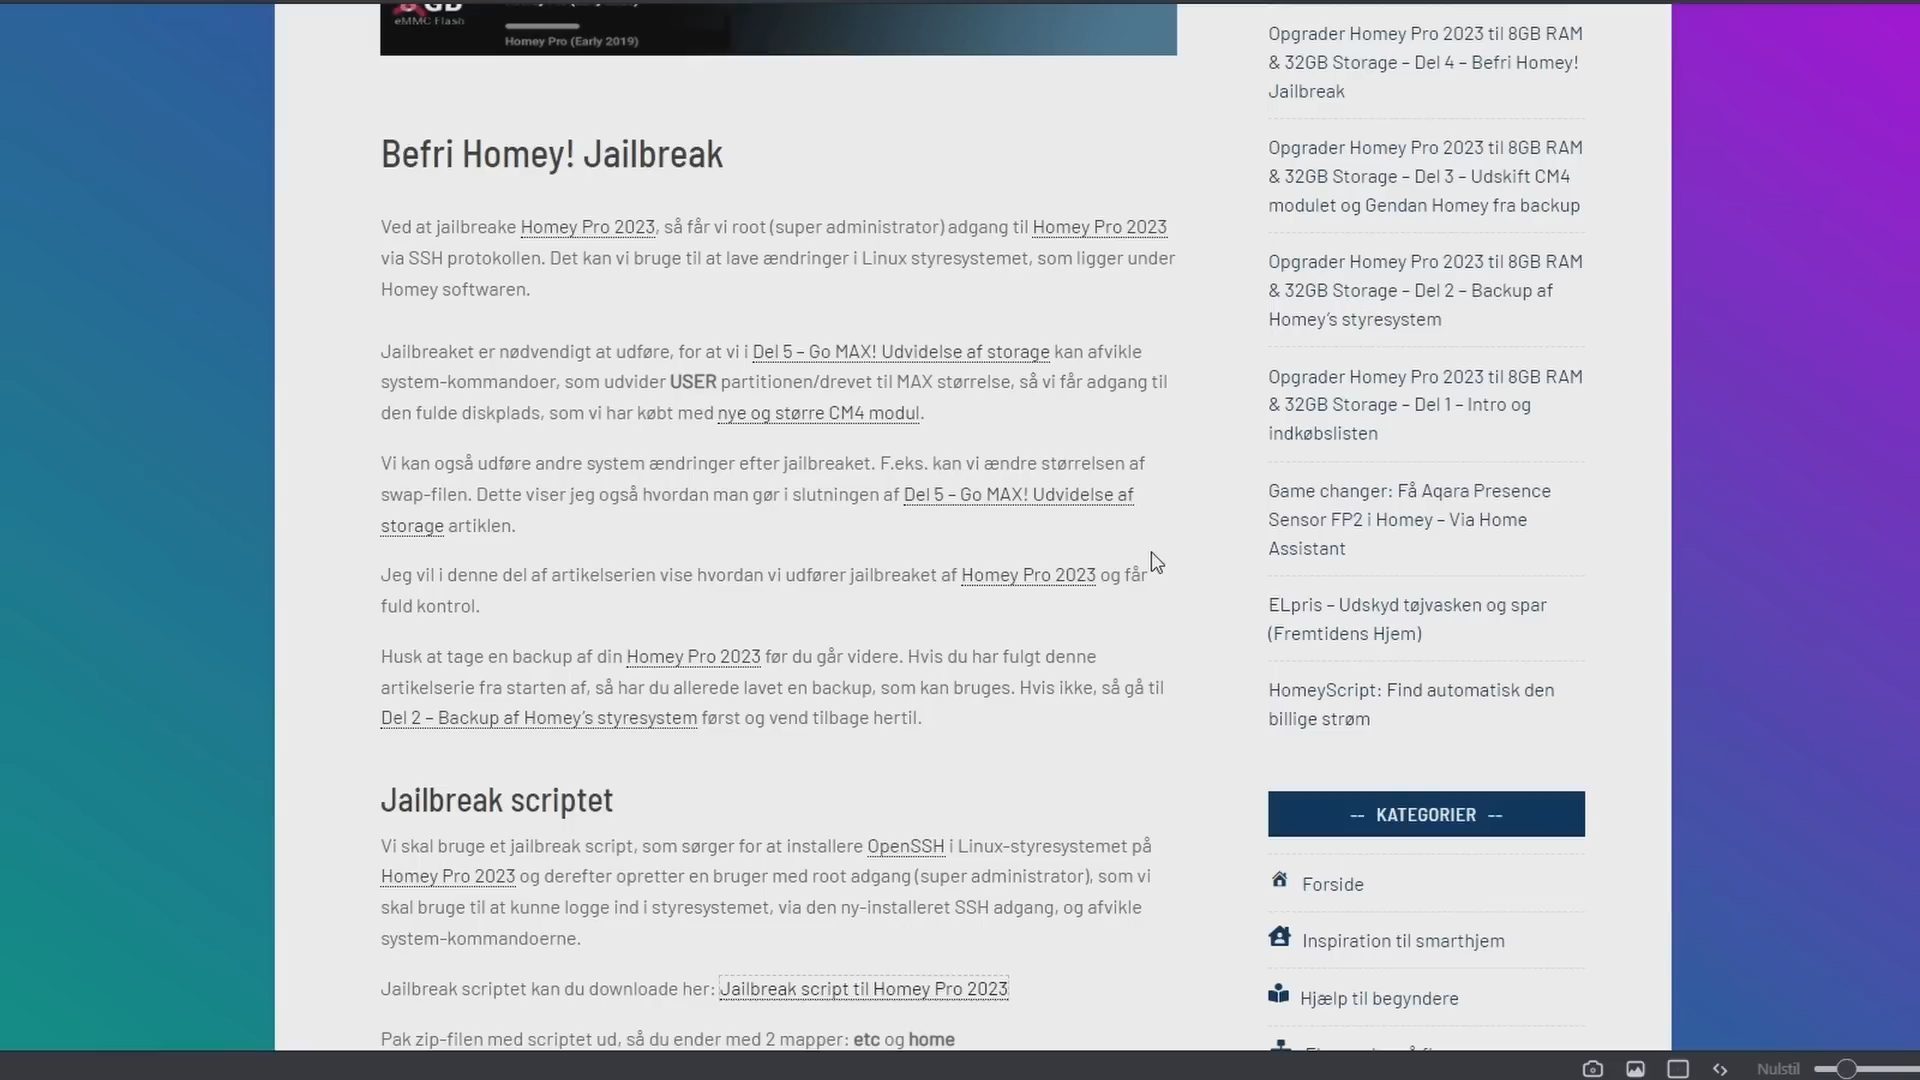 eMMC Flash
Homey Pro (Early 2019)
Befri Homey! Jailbreak
Ved at jailbreake Homey Pro 2023, så får vi root (super administrator) adgang til Homey Pro 2023
via SSH protokollen. Det kan vi bruge til at lave ændringer i Linux styresystemet, som ligger under
Homey softwaren.
Jailbreaket er nødvendigt at udføre, for at vi i Del 5 – Go MAX! Udvidelse af storage kan afvikle
system-kommandoer, som udvider USER partitionen/drevet til MAX størrelse, så vi får adgang til
den fulde diskplads, som vi har købt med nye og større CM4 modul.
Vi kan også udføre andre system ændringer efter jailbreaket. F.eks. kan vi ændre størrelsen af
swap-filen. Dette viser jeg også hvordan man gør i slutningen af Del 5 – Go MAX! Udvidelse af
storage artiklen.
Jeg vil i denne del af artikelserien vise hvordan vi udfører jailbreaket af Homey Pro 2023 og får
fuld kontrol.
Husk at tage en backup af din Homey Pro 2023 før du går videre. Hvis du har fulgt denne
artikelserie fra starten af, så har du allerede lavet en backup, som kan bruges. Hvis ikke, så gå til
Del 2 – Backup af Homey's styresystem først og vend tilbage hertil.
Jailbreak scriptet
Vi skal bruge et jailbreak script, som sørger for at installere OpenSSH i Linux-styresystemet på
Homey Pro 2023 og derefter opretter en bruger med root adgang (super administrator), som vi
skal bruge til at kunne logge ind i styresystemet, via den ny-installeret SSH adgang, og afvikle
system-kommandoerne.
Jailbreak scriptet kan du downloade her: Jailbreak script til Homey Pro 2023
Pak zip-filen med scriptet ud, så du ender med 2 mapper: etc og home
Opgrader Homey Pro 2023 til 8GB RAM
& 32GB Storage – Del 4 – Befri Homey!
Jailbreak
Opgrader Homey Pro 2023 til 8GB RAM
& 32GB Storage – Del 3 – Udskift CM4
modulet og Gendan Homey fra backup
Opgrader Homey Pro 2023 til 8GB RAM
& 32GB Storage – Del 2 – Backup af
Homey's styresystem
Opgrader Homey Pro 2023 til 8GB RAM
& 32GB Storage – Del 1 – Intro og
indkøbslisten
Game changer: Få Aqara Presence
Sensor FP2 i Homey – Via Home
Assistant
ELpris – Udskyd tøjvasken og spar
(Fremtidens Hjem)
HomeyScript: Find automatisk den
billige strøm
-- KATEGORIER --
Forside
Inspiration til smarthjem
Hjælp til begyndere
Nulstil